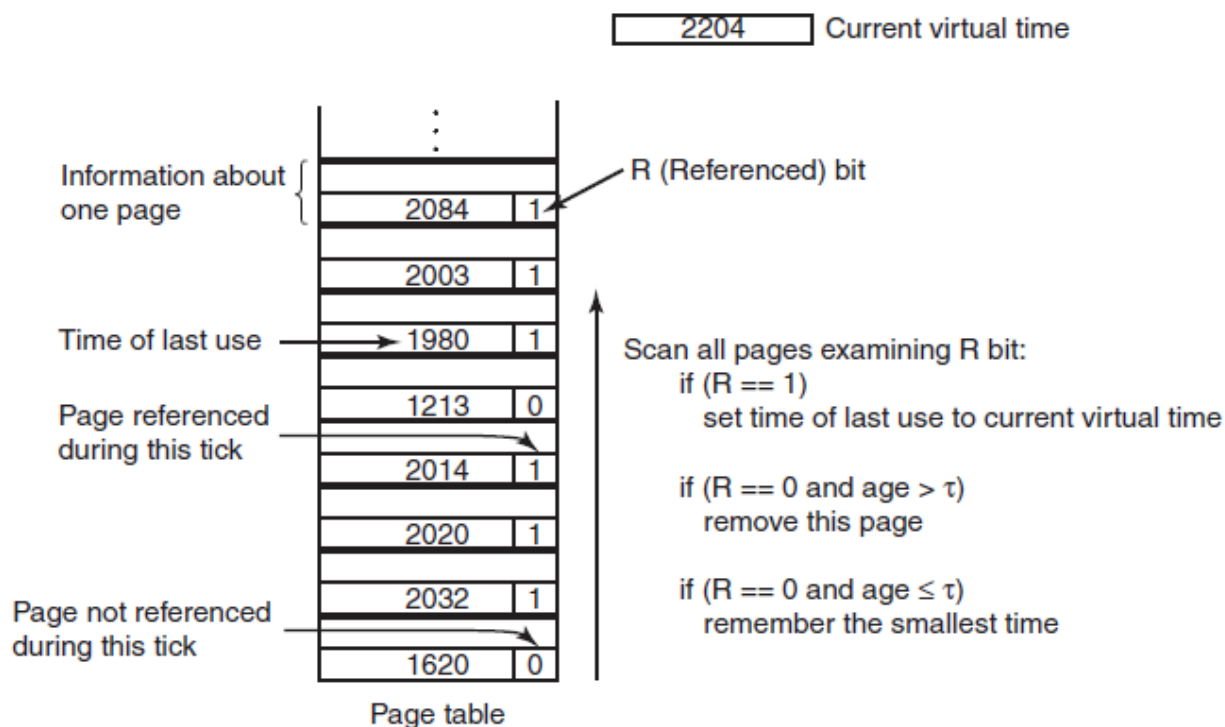 2204 Current virtual time
Information about
one page
R (Referenced) bit
2084 1
2003 1
Time of last use
1980 1
1213 0
Page referenced
during this tick
2014 1
2020 1
2032 1
Page not referenced
during this tick
1620 0
Page table
Scan all pages examining R bit:
if (R == 1)
set time of last use to current virtual time
if (R == 0 and age > τ)
remove this page
if (R == 0 and age ≤ τ)
remember the smallest time